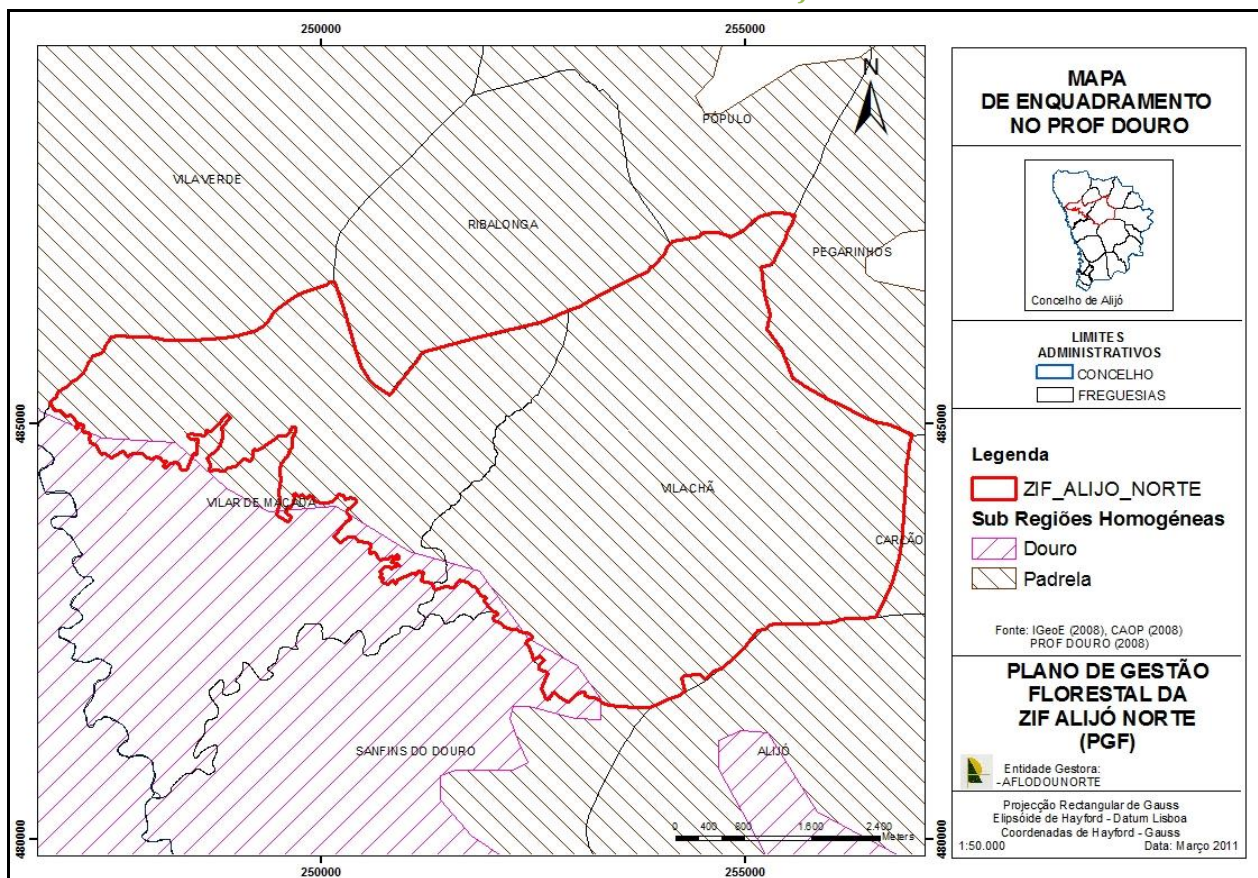 250000
255000
N
PÓPULO
VILA VERDE
RIBALONGA
PEGARINHOS
485000
485000
VILA CHÃ
VILAR DE MAÇADA
CARLÃO
SANFINS DO DOURO
ALIJÓ
0 400 800 1.600 2.400
Meters
480000
480000
250000
255000
MAPA
DE ENQUADRAMENTO
NO PROF DOURO
Concelho de Alijó
LIMITES
ADMINISTRATIVOS
CONCELHO
FREGUESIAS
Legenda
ZIF_ALIJO_NORTE
Sub Regiões Homogéneas
Douro
Padrela
Fonte: IGeoE (2008), CAOP (2008)
PROF DOURO (2008)
PLANO DE GESTÃO
FLORESTAL DA
ZIF ALIJÓ NORTE
(PGF)
Entidade Gestora:
-AFLODOUNORTE
Projecção Rectangular de Gauss
Elipsóide de Hayford - Datum Lisboa
Coordenadas de Hayford - Gauss
1:50.000 Data: Março 2011